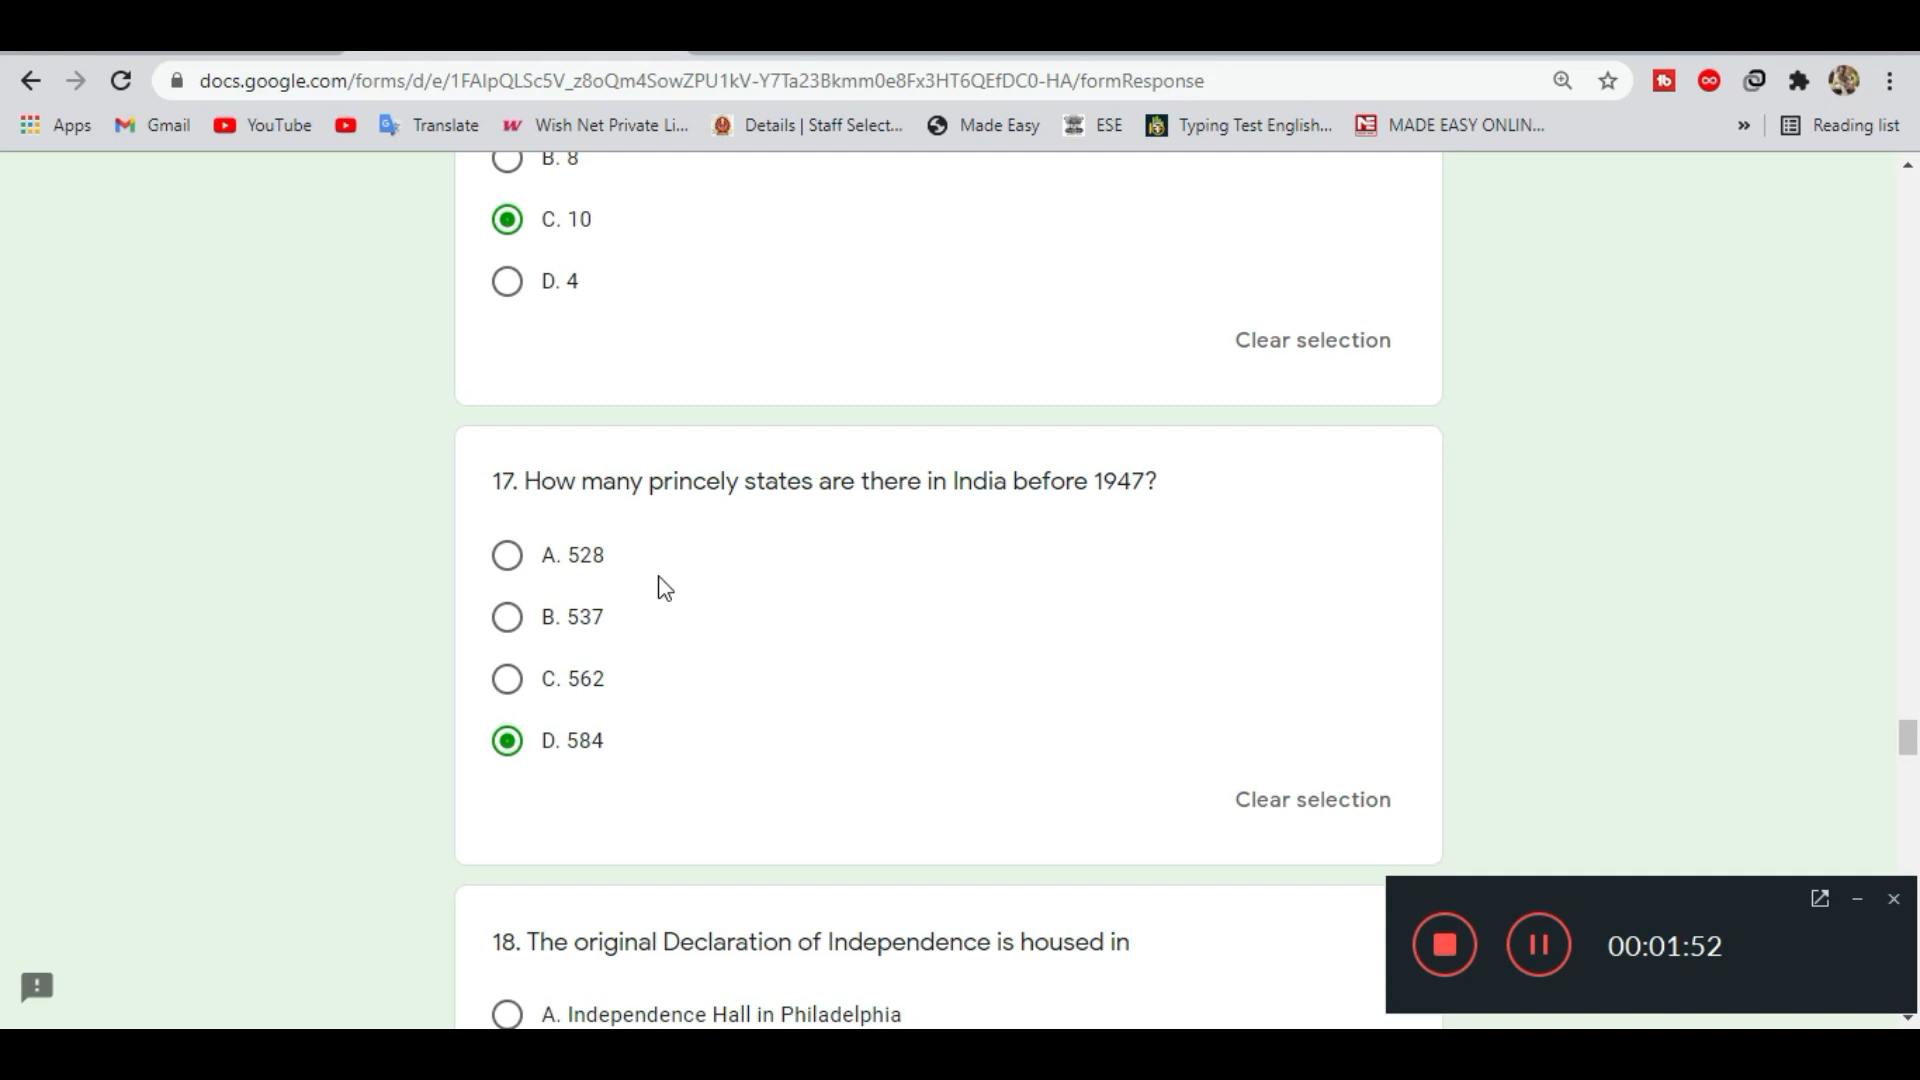 docs.google.com/forms/d/e/1FAIpQLSc5V_z8oQm4SowZPU1kV-Y7Ta23Bkmm0e8Fx3HT6QEfDC0-HA/formResponse
Apps Gmail YouTube Translate Wish Net Private Li... Details | Staff Select... Made Easy ESE Typing Test English... MADE EASY ONLIN... » Reading list
B. 8
C. 10
D. 4
Clear selection
17. How many princely states are there in India before 1947?
A. 528
B. 537
C. 562
D. 584
Clear selection
18. The original Declaration of Independence is housed in
00:01:52
A. Independence Hall in Philadelphia